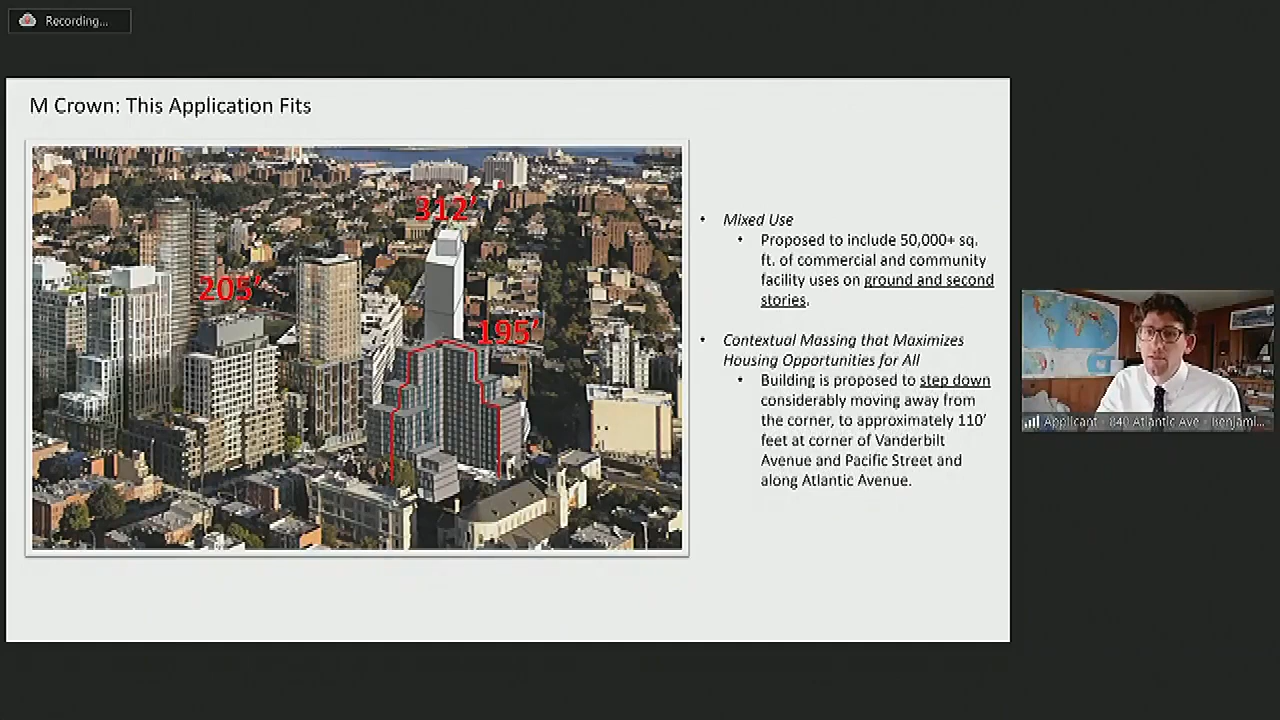 Recording...
M Crown: This Application Fits
312’
205’
195’
• Mixed Use
• Proposed to include 50,000+ sq.
ft. of commercial and community
facility uses on ground and second
stories.
• Contextual Massing that Maximizes
Housing Opportunities for All
• Building is proposed to step down
considerably moving away from
the corner, to approximately 110’
feet at corner of Vanderbilt
Avenue and Pacific Street and
along Atlantic Avenue.
Applicant - 840 Atlantic Ave - Benjami...